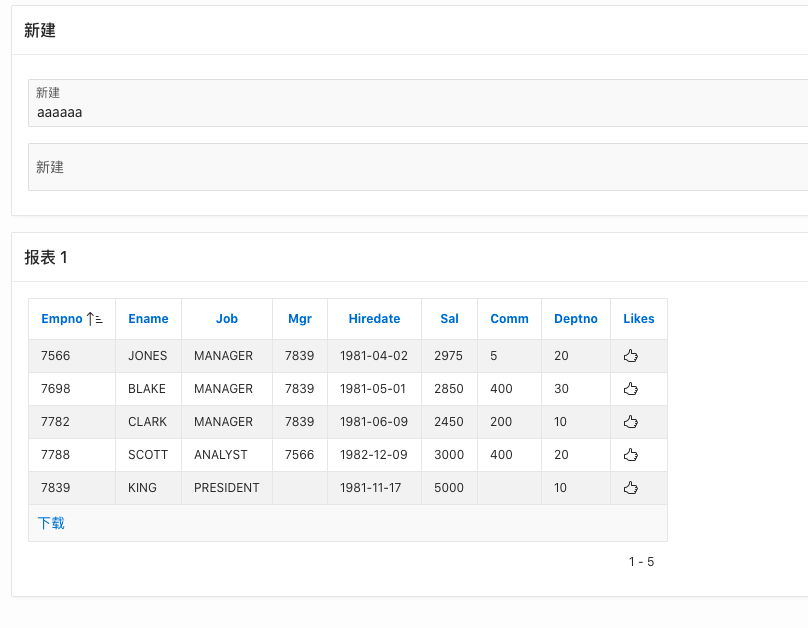 新建
新建
aaaaaa
新建
报表 1
Empno Ename Job Mgr Hiredate Sal Comm Deptno Likes
7566 JONES MANAGER 7839 1981-04-02 2975 5 20
7698 BLAKE MANAGER 7839 1981-05-01 2850 400 30
7782 CLARK MANAGER 7839 1981-06-09 2450 200 10
7788 SCOTT ANALYST 7566 1982-12-09 3000 400 20
7839 KING PRESIDENT 1981-11-17 5000 10
下载
1 - 5